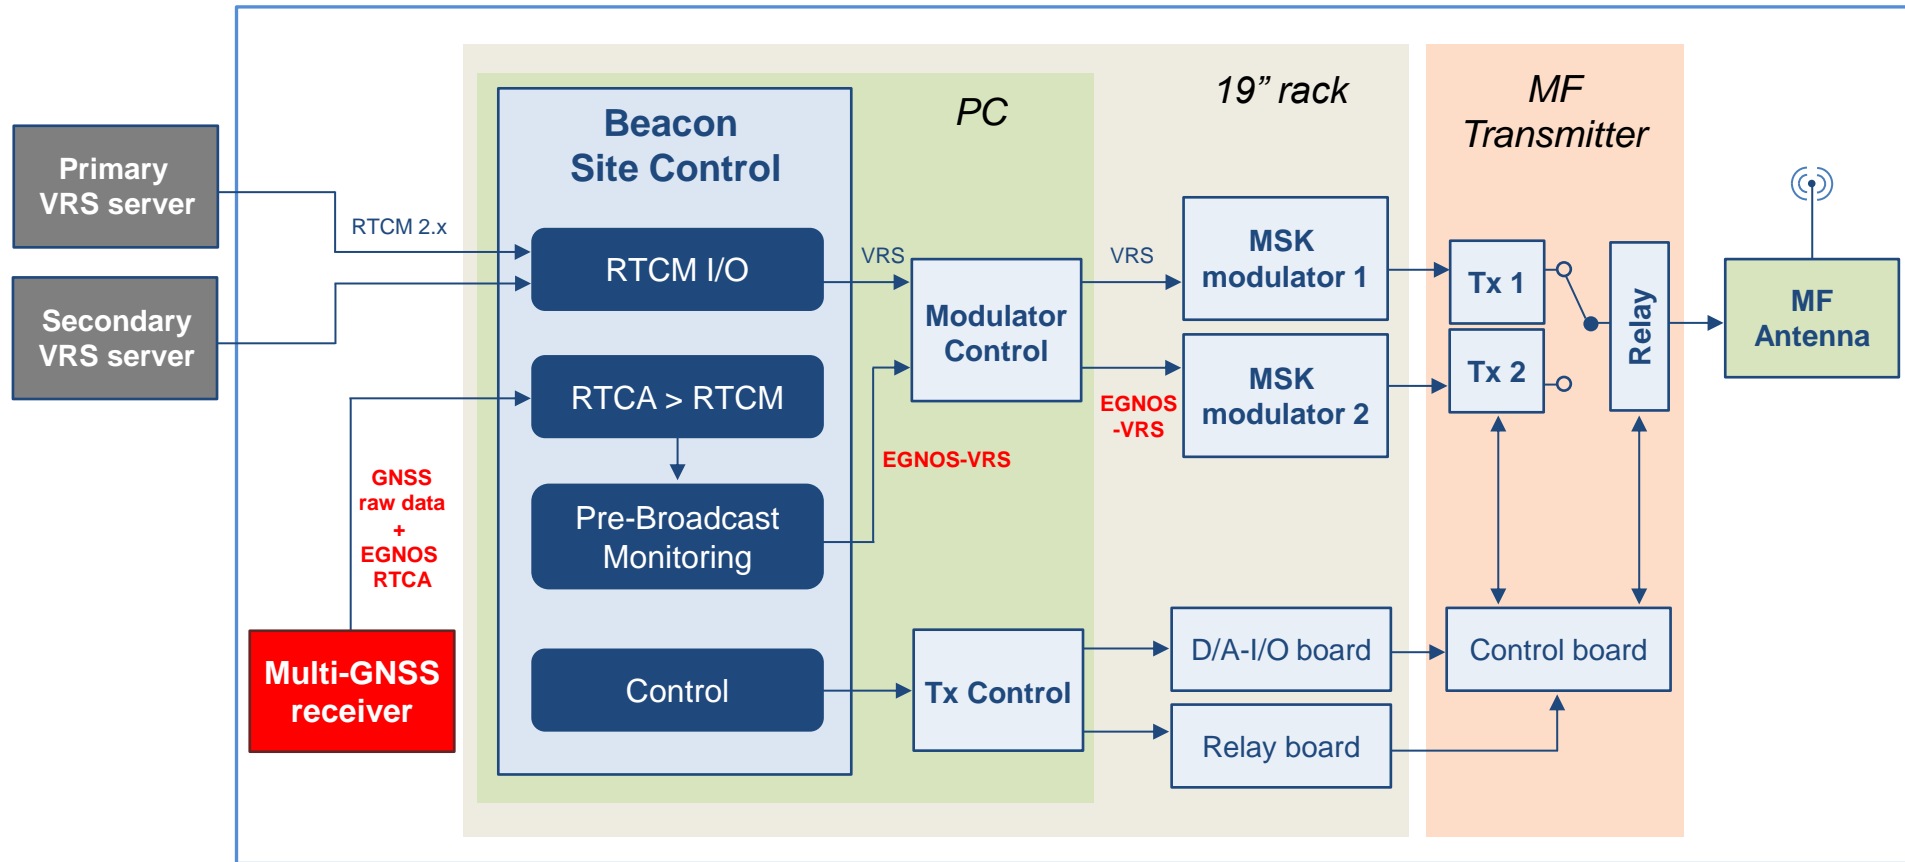 Primary
VRS server
Secondary
VRS server
RTCM 2.x
GNSS
raw data
+
EGNOS
RTCA
Multi-GNSS
receiver
Beacon
Site Control
RTCM I/O
RTCA > RTCM
Pre-Broadcast
Monitoring
Control
PC
VRS
EGNOS-VRS
Modulator
Control
Tx Control
19” rack
VRS
EGNOS
-VRS
MSK
modulator 1
MSK
modulator 2
D/A-I/O board
Relay board
MF
Transmitter
Tx 1
Tx 2
Relay
Control board
MF
Antenna